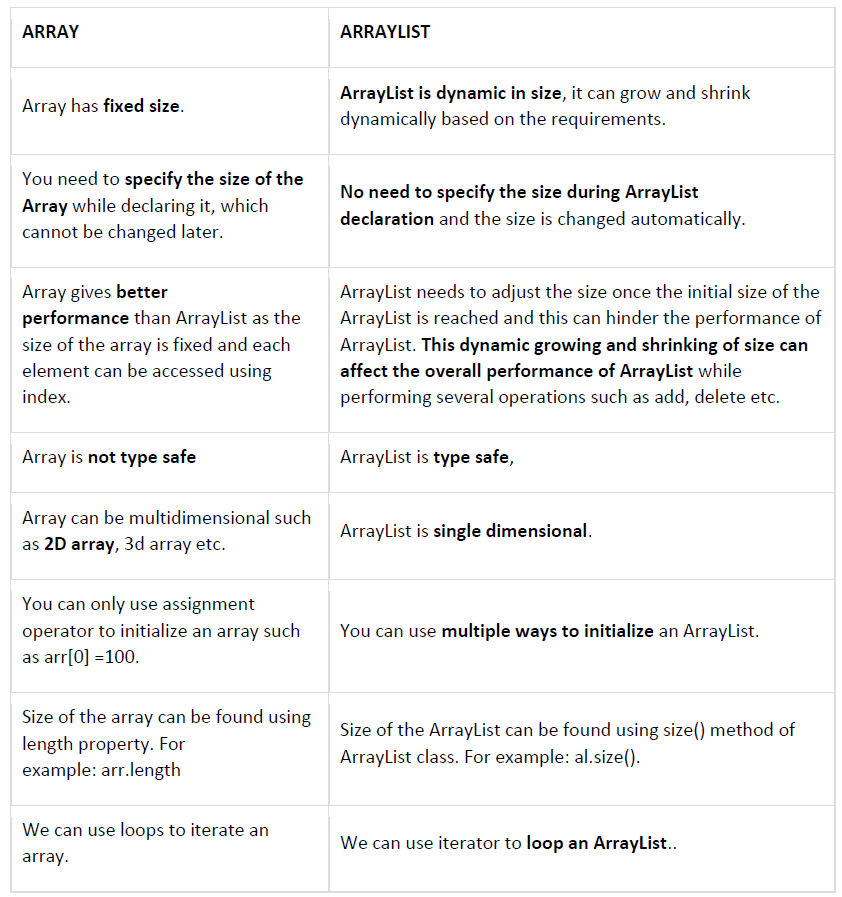 ARRAY
ARRAYLIST
Array has fixed size.
ArrayList is dynamic in size, it can grow and shrink
dynamically based on the requirements.
You need to specify the size of the
Array while declaring it, which
cannot be changed later.
No need to specify the size during ArrayList
declaration and the size is changed automatically.
Array gives better
performance than ArrayList as the
size of the array is fixed and each
element can be accessed using
index.
ArrayList needs to adjust the size once the initial size of the
ArrayList is reached and this can hinder the performance of
ArrayList. This dynamic growing and shrinking of size can
affect the overall performance of ArrayList while
performing several operations such as add, delete etc.
Array is not type safe
ArrayList is type safe,
Array can be multidimensional such
as 2D array, 3d array etc.
ArrayList is single dimensional.
You can only use assignment
operator to initialize an array such
as arr[0] =100.
You can use multiple ways to initialize an ArrayList.
Size of the array can be found using
length property. For
example: arr.length
Size of the ArrayList can be found using size() method of
ArrayList class. For example: al.size().
We can use loops to iterate an
array.
We can use iterator to loop an ArrayList..